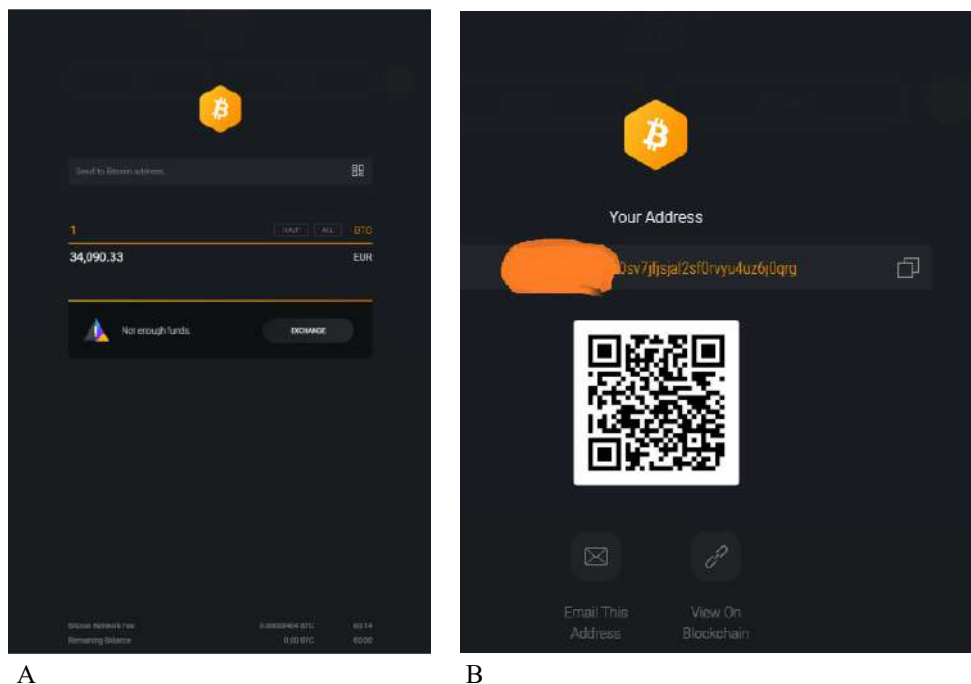 Send to Bitcoin address.
1 HALF ALL BTC
34,090.33 EUR
Not enough funds. EXCHANGE
Bitcoin Network Fee BTC
Remaining Balance 0.00 BTC €0.00
A
Your Address
Email This
Address
View On
Blockchain
B